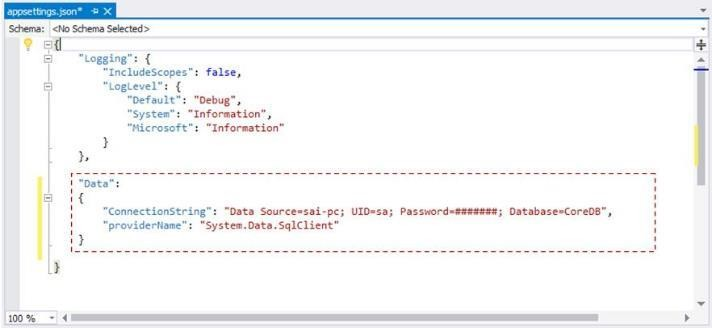 appsettings.json*
Schema: <No Schema Selected>
{
"Logging": {
"IncludeScopes": false,
"LogLevel": {
"Default": "Debug",
"System": "Information",
"Microsoft": "Information"
}
},
"Data":
{
"ConnectionString": "Data Source=sai-pc; UID=sa; Password=#######; Database=CoreDB",
"providerName": "System.Data.SqlClient"
}
}
100 %